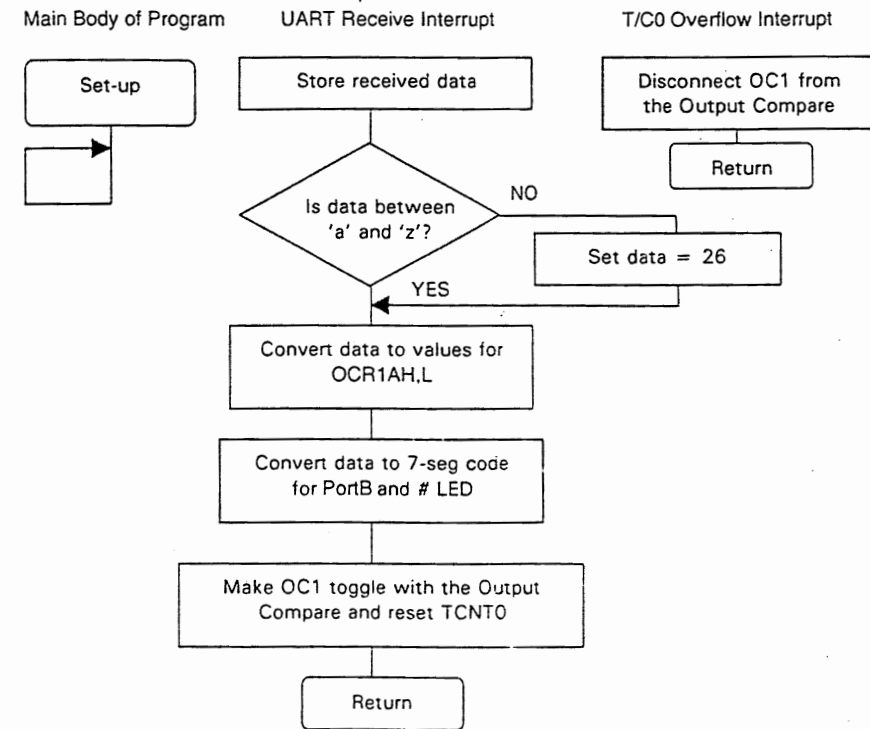 Main Body of Program
UART Receive Interrupt
T/C0 Overflow Interrupt
Set-up
Store received data
Is data between
'a' and 'z'?
NO
Set data = 26
YES
Convert data to values for
OCR1AH,L
Convert data to 7-seg code
for PortB and # LED
Make OC1 toggle with the Output
Compare and reset TCNT0
Return
Disconnect OC1 from
the Output Compare
Return